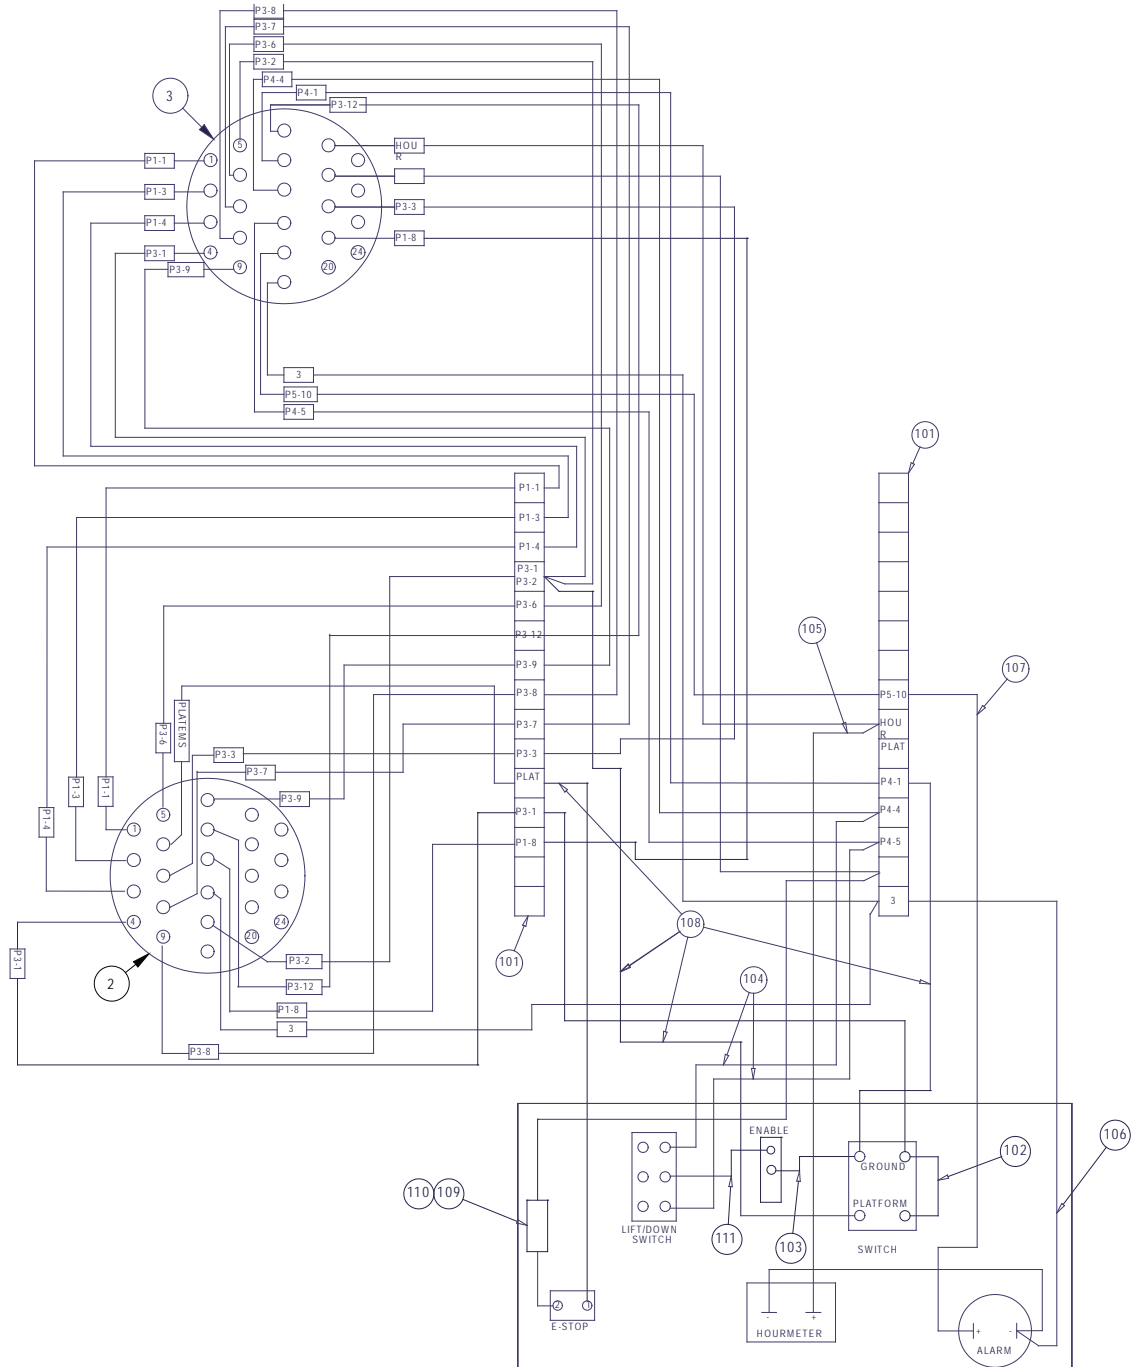 P3-8
P3-7
P3-6
P3-2
P4-4
P4-1
P3-12
3
5
HOU
R
1
P1-1
P1-3
P3-3
P1-4
P1-8
4
P3-1
24
P3-9
9
20
3
P5-10
P4-5
101
P1-1
P1-3
P1-4
P3-1
P3-2
P3-6
P3-12
P3-9
P3-8
P3-7
P3-3
PLAT
P3-1
P1-8
101
105
107
P5-10
HOU
R
PLAT
P4-1
P4-4
P4-5
3
PLATEMS
P3-6
P3-3
P3-7
P1-1
P1-3
P1-4
P3-9
5
1
4
24
9
20
P3-1
2
P3-2
P3-12
P1-8
3
P3-8
108
104
106
ENABLE
102
GROUND
110
109
PLATFORM
LIFT/DOWN
SWITCH
111
103
SWITCH
2
1
E-STOP
-
+
HOURMETER
+
-
ALARM